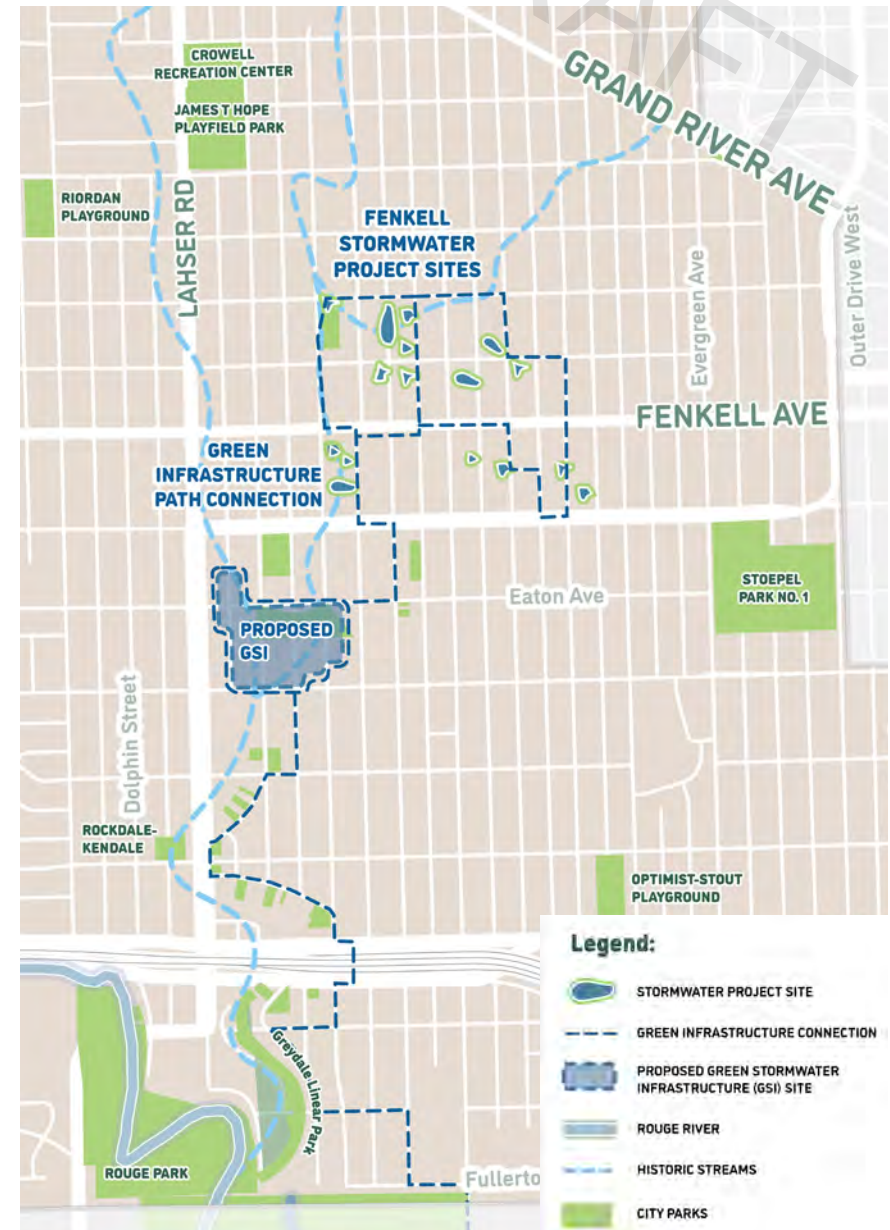 CROWELL
RECREATION CENTER
JAMES T HOPE
PLAYFIELD PARK
GRAND RIVER AVE
RIORDAN
PLAYGROUND
LAHSER RD
FENKELL
STORMWATER
PROJECT SITES
Evergreen Ave
Outer Drive West
FENKELL AVE
GREEN
INFRASTRUCTURE
PATH CONNECTION
Eaton Ave
STOEPEL
PARK NO. 1
PROPOSED
GSI
Dolphin Street
ROCKDALE-
KENDALE
OPTIMIST-STOUT
PLAYGROUND
Greydale Linear Park
ROUGE PARK
Fullerto
Legend:
STORMWATER PROJECT SITE
GREEN INFRASTRUCTURE CONNECTION
PROPOSED GREEN STORMWATER
INFRASTRUCTURE (GSI) SITE
ROUGE RIVER
HISTORIC STREAMS
CITY PARKS